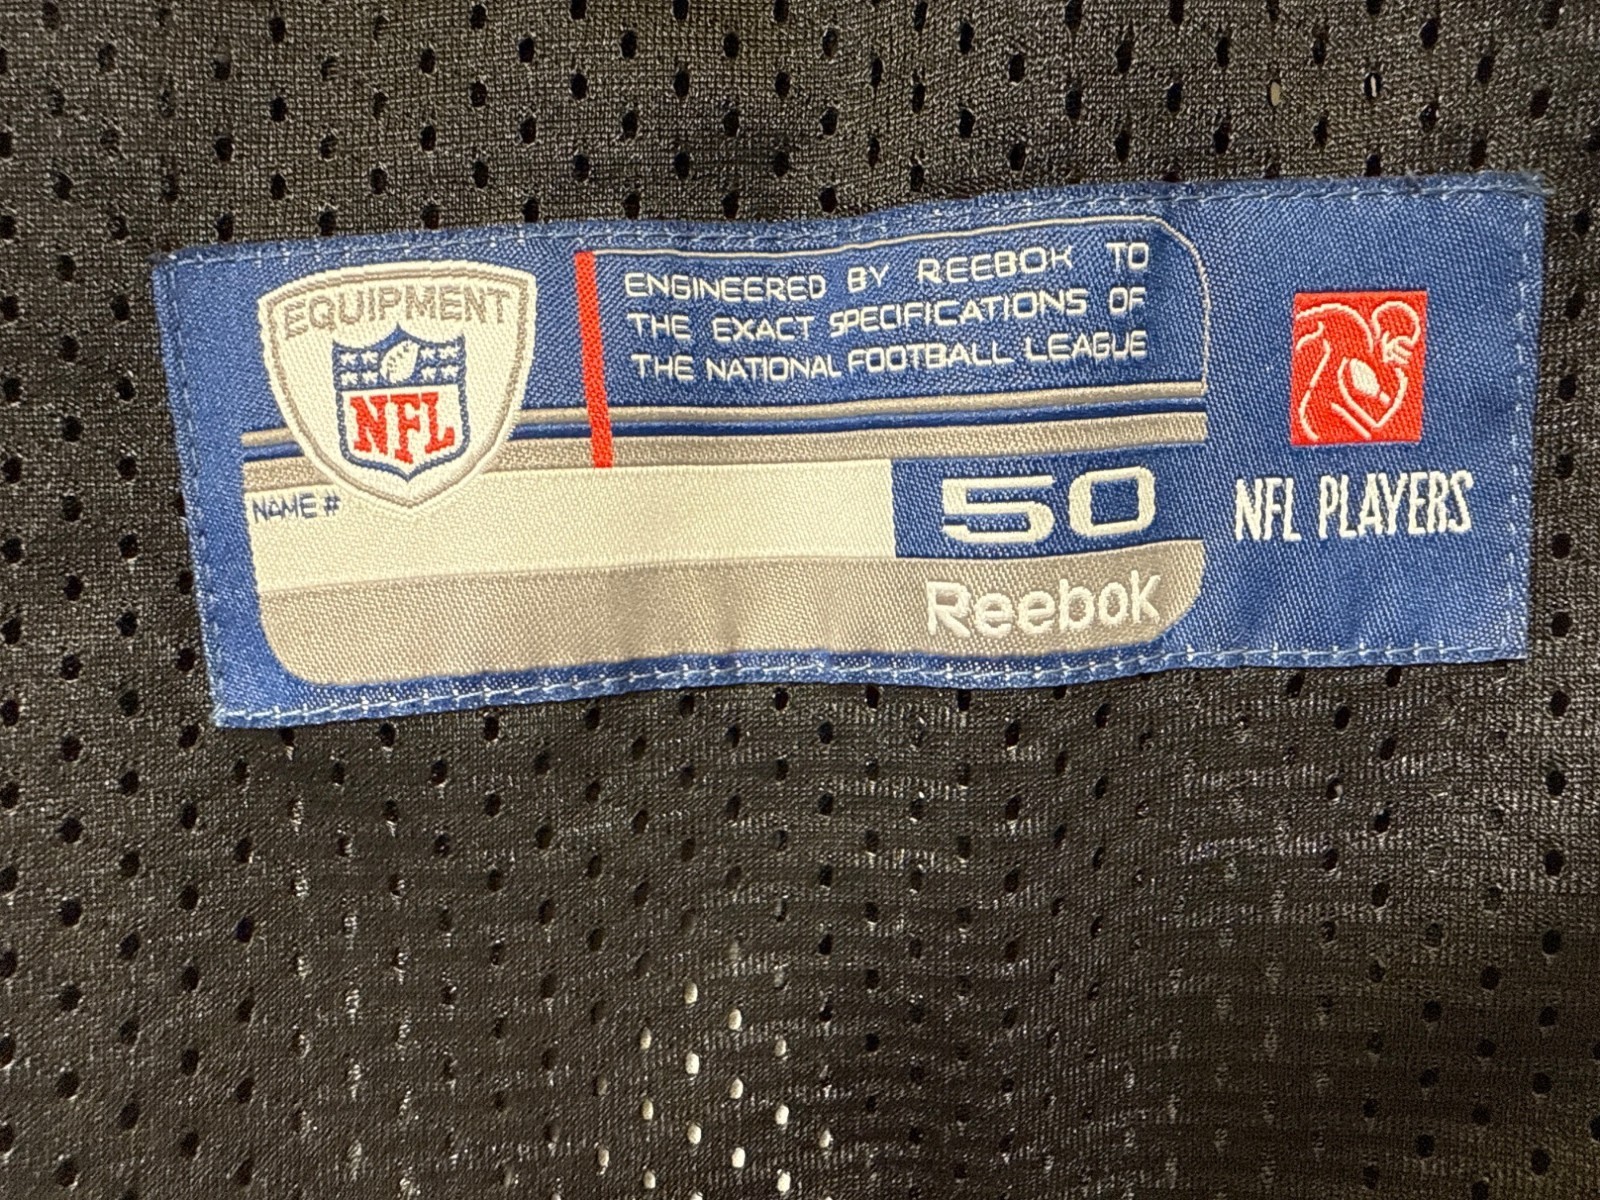 EQUIPMENT
NFL
ENGINEERED BY REEBOK TO
THE EXACT SPECIFICATIONS OF
THE NATIONAL FOOTBALL LEAGUE
NAME #
50
Reebok
NFL PLAYERS